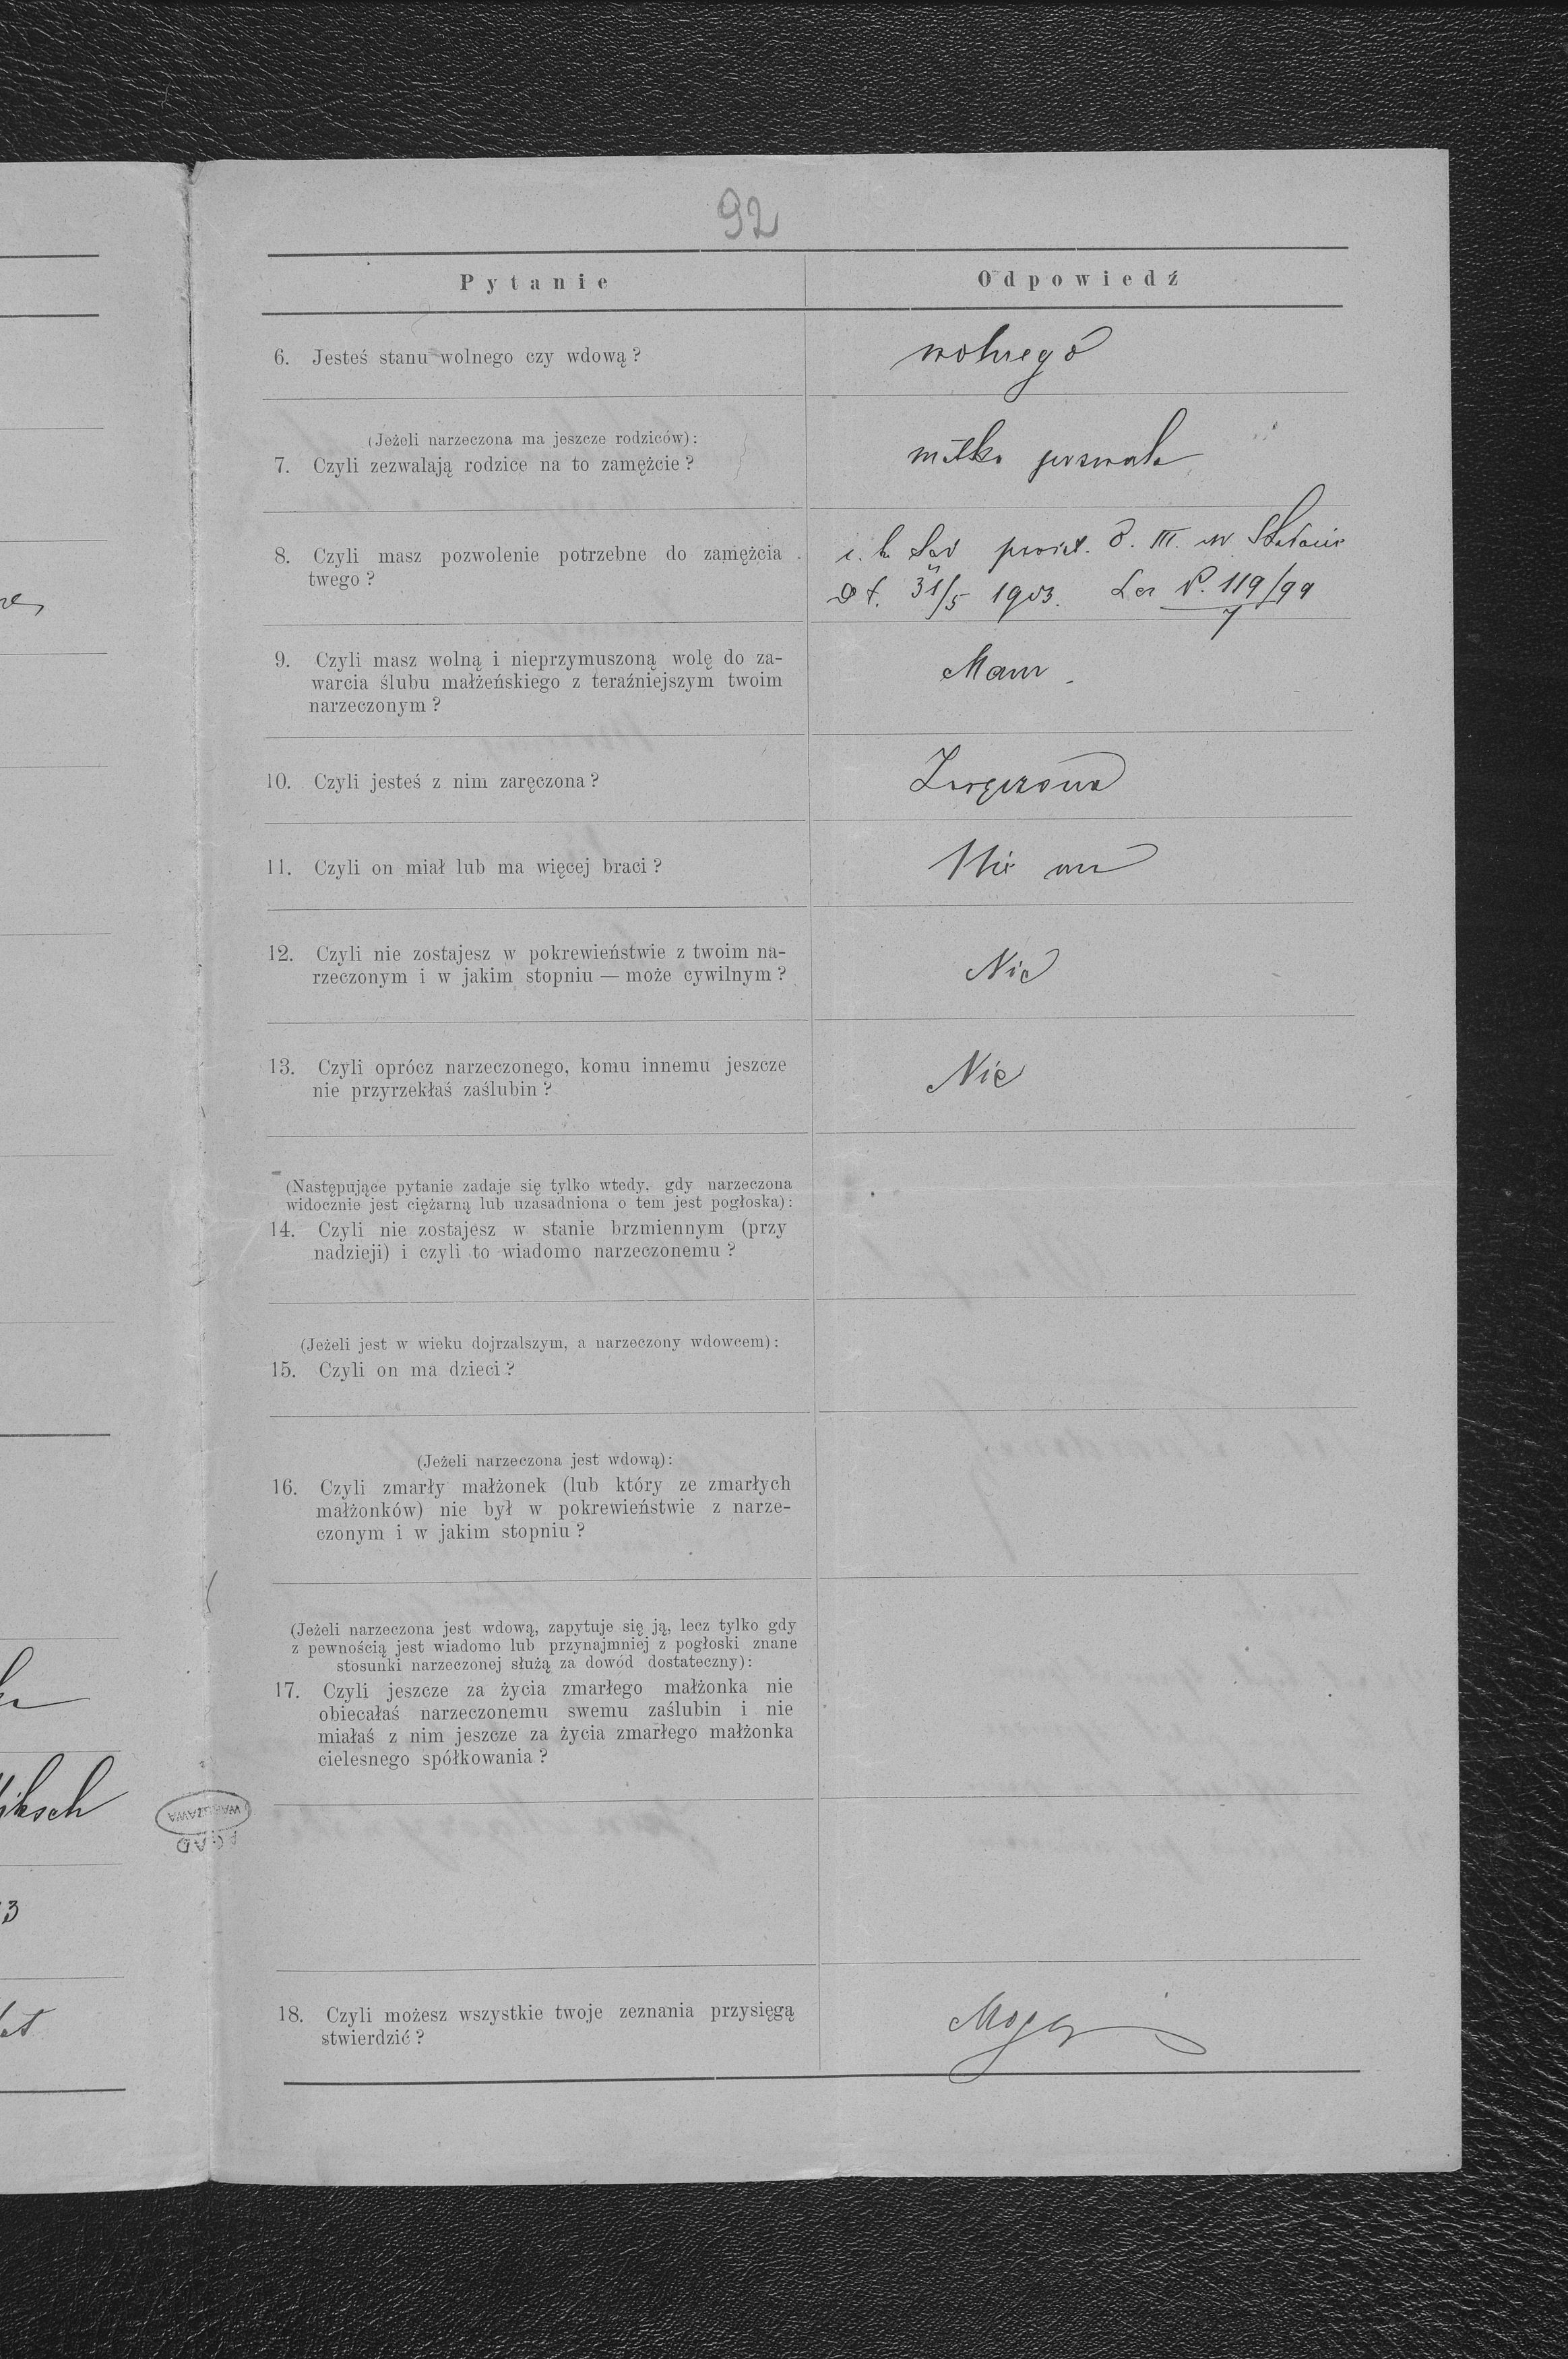 92
Pytanie
Odpowiedź
6. Jesteś stanu wolnego czy wdową?
wolnego
(Jeżeli narzeczona ma jeszcze rodziców):
7. Czyli zezwalają rodzice na to zamężcie?
matka pozwala
8. Czyli masz pozwolenie potrzebne do zamężcia
twego?
c. k. Sąd powiat. O. III. w
dt. 31/5 1903. P. 119/99
7
9. Czyli masz wolną i nieprzymuszoną wolę do za-
warcia ślubu małżeńskiego z teraźniejszym twoim
narzeczonym?
Mam
10. Czyli jesteś z nim zaręczona?
Zaręczona
11. Czyli on miał lub ma więcej braci?
Nie ma
12. Czyli nie zostajesz w pokrewieństwie z twoim na-
rzeczonym i w jakim stopniu — może cywilnym?
Nie
13. Czyli oprócz narzeczonego, komu innemu jeszcze
nie przyrzekłaś zaślubin?
Nie
(Następujące pytanie zadaje się tylko wtedy, gdy narzeczona
widocznie jest ciężarną lub uzasadniona o tem jest pogłoska):
14. Czyli nie zostajesz w stanie brzmiennym (przy
nadzieji) i czyli to wiadomo narzeczonemu?
(Jeżeli jest w wieku dojrzalszym, a narzeczony wdowcem):
15. Czyli on ma dzieci?
(Jeżeli narzeczona jest wdową):
16. Czyli zmarły małżonek (lub który ze zmarłych
małżonków) nie był w pokrewieństwie z narze-
czonym i w jakim stopniu?
(Jeżeli narzeczona jest wdową, zapytuje się ją, lecz tylko gdy
z pewnością jest wiadomo lub przynajmniej z pogłoski znane
stosunki narzeczonej służą za dowód dostateczny):
17. Czyli jeszcze za życia zmarłego małżonka nie
obiecałaś narzeczonemu swemu zaślubin i nie
miałaś z nim jeszcze za życia zmarłego małżonka
cielesnego spółkowania?
WARSZAWA
AGAD
18. Czyli możesz wszystkie twoje zeznania przysięgą
stwierdzić?
Mogę